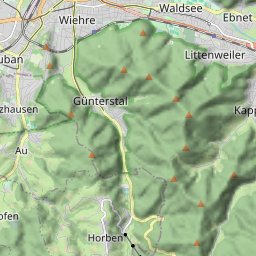 Waldsee
Wiehre
Ebnet
Littenweiler
uban
Günterstal
zhausen
Kapp
Au
ofen
Horben